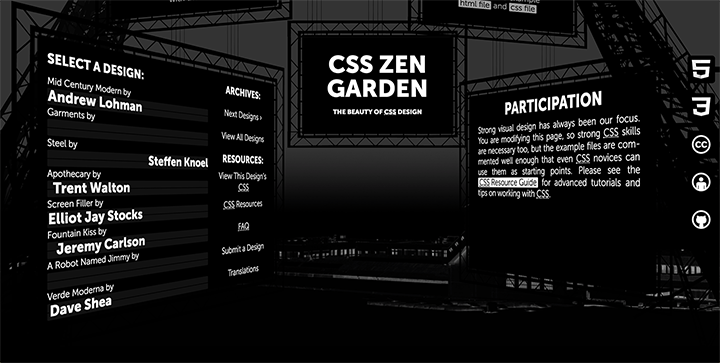 html file and css file
CSS ZEN
GARDEN
THE BEAUTY OF CSS DESIGN
SELECT A DESIGN:
Mid Century Modern by
Andrew Lohman
Garments by
Steel by
Steffen Knoel
Apothecary by
Trent Walton
Screen Filler by
Elliot Jay Stocks
Fountain Kiss by
Jeremy Carlson
A Robot Named Jimmy by
Verde Moderna by
Dave Shea
ARCHIVES:
Next Designs ›
View All Designs
RESOURCES:
View This Design's
CSS
CSS Resources
FAQ
Submit a Design
Translations
PARTICIPATION
Strong visual design has always been our focus.
You are modifying this page, so strong CSS skills
are necessary too, but the example files are com-
mented well enough that even CSS novices can
use them as starting points. Please see the
CSS Resource Guide for advanced tutorials and
tips on working with CSS.
5
3
cc